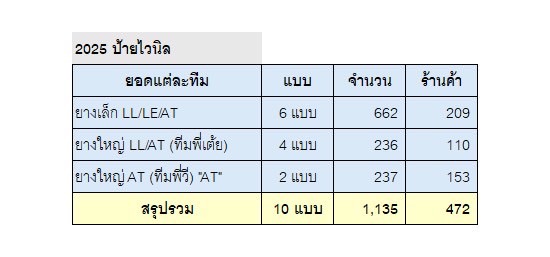 2025 ป้ายไวนิล
ยอดแต่ละทีม แบบ จำนวน ร้านค้า
ยางเล็ก LL/LE/AT 6 แบบ 662 209
ยางใหญ่ LL/AT (ทีมพี่เต้ย) 4 แบบ 236 110
ยางใหญ่ AT (ทีมพี่วี) "AT" 2 แบบ 237 153
สรุปรวม 10 แบบ 1,135 472